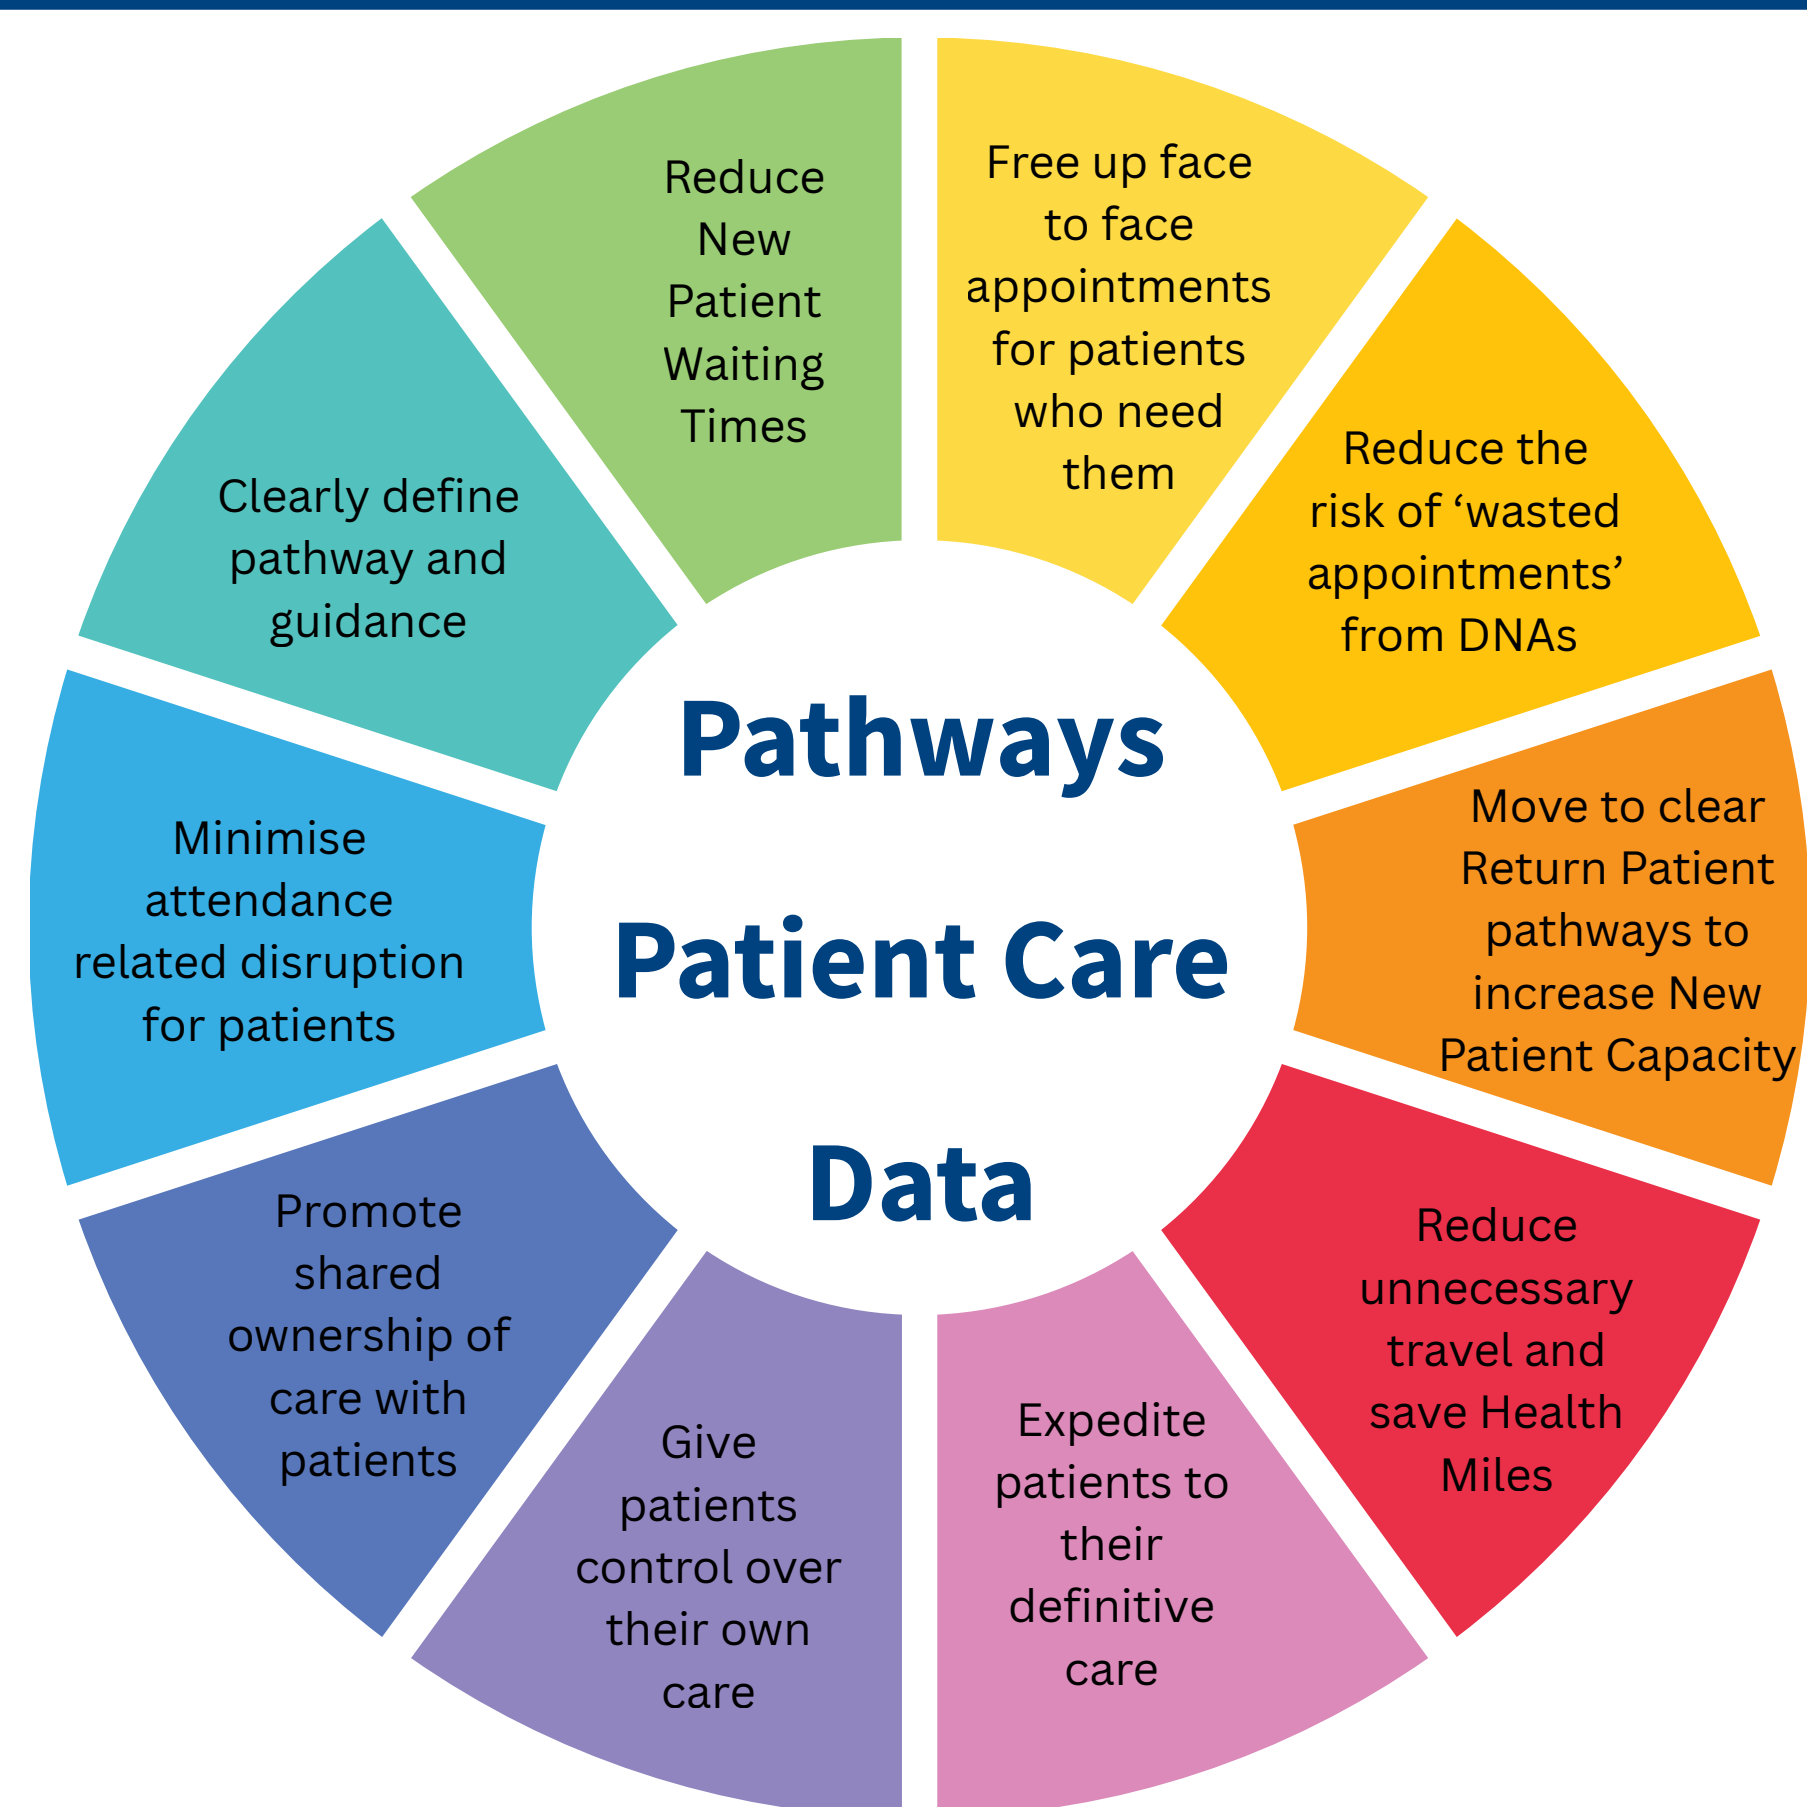 Free up face
to face
appointments
for patients
who need
them
Reduce the
risk of ‘wasted
appointments’
from DNAs
Move to clear
Return Patient
pathways to
increase New
Patient Capacity
Reduce
unnecessary
travel and
save Health
Miles
Expedite
patients to
their
definitive
care
Give
patients
control over
their own
care
Promote
shared
ownership of
care with
patients
Minimise
attendance
related disruption
for patients
Clearly define
pathway and
guidance
Reduce
New
Patient
Waiting
Times
Pathways
Patient Care
Data